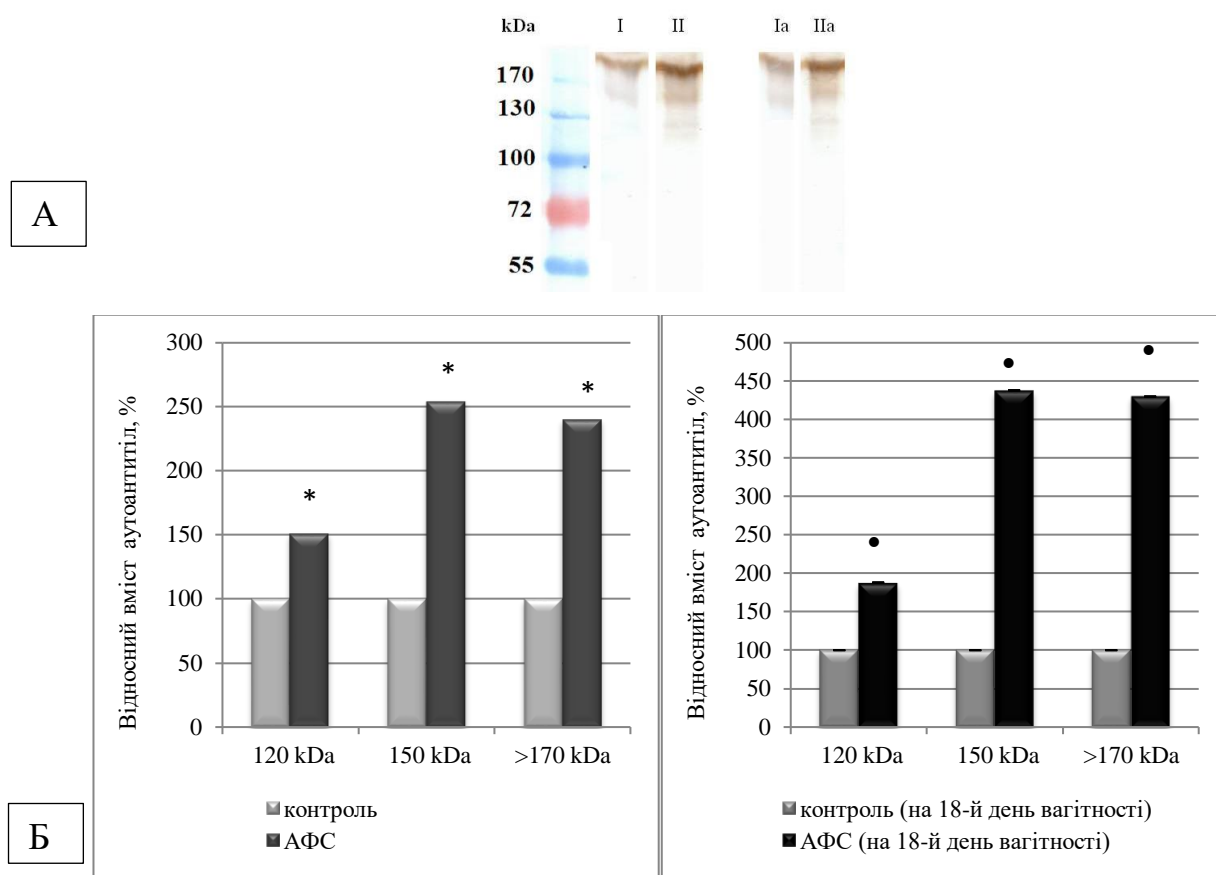 kDa I II Ia IIa
170
130
100
72
55
А
300
250
200
150
100
50
0
Відносний вміст аутоантитіл, %
* * *
120 kDa 150 kDa >170 kDa
контроль
АФС
500
450
400
350
300
250
200
150
100
50
0
Відносний вміст аутоантитіл, %
• • •
120 kDa 150 kDa >170 kDa
контроль (на 18-й день вагітності)
АФС (на 18-й день вагітності)
Б